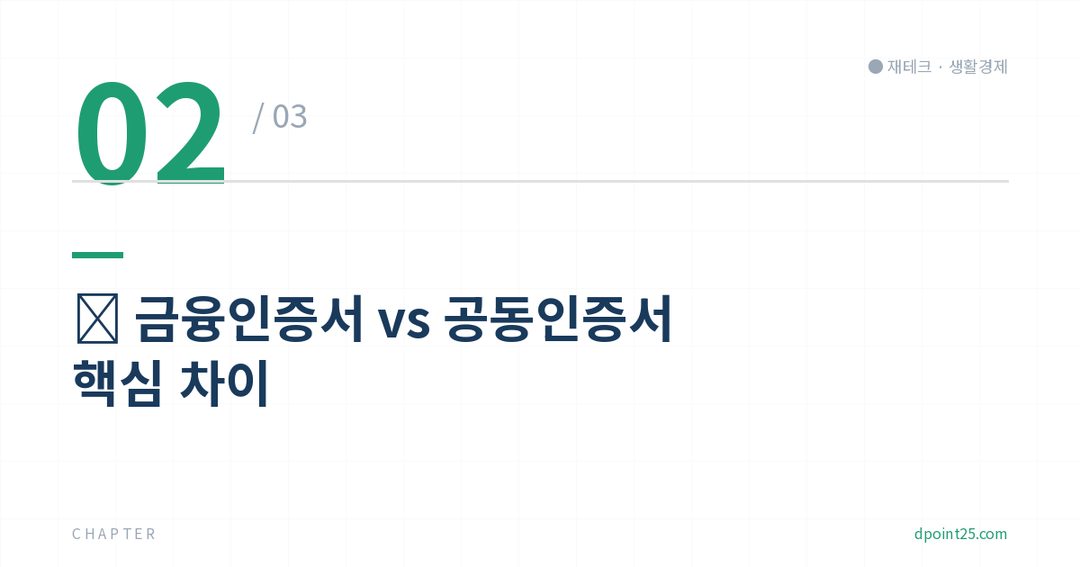 02 / 03
● 재테크 · 생활경제
금융인증서 vs 공동인증서
핵심 차이
CHAPTER
dpoint25.com